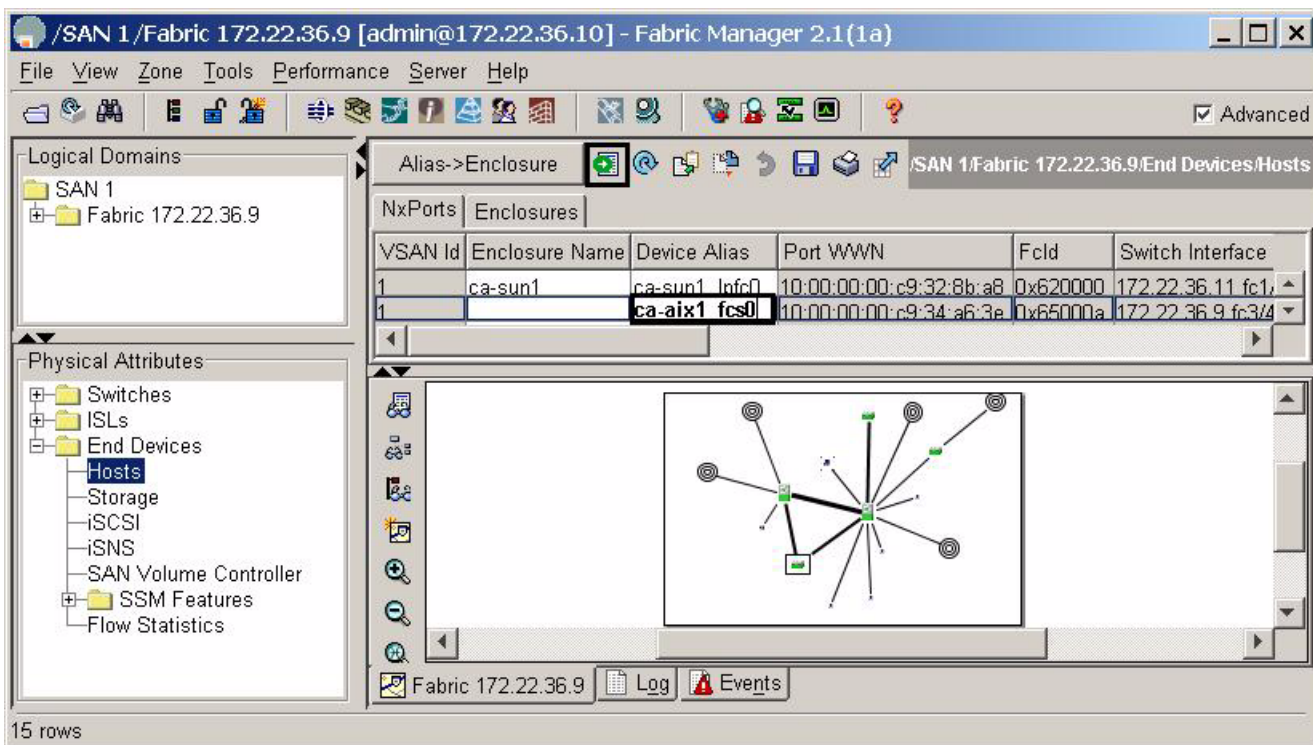 /SAN 1/Fabric 172.22.36.9 [admin@172.22.36.10] - Fabric Manager 2.1(1a)
File View Zone Tools Performance Server Help
Advanced
Logical Domains
SAN 1
Fabric 172.22.36.9
Alias->Enclosure /SAN 1/Fabric 172.22.36.9/End Devices/Hosts
NxPorts Enclosures
VSAN Id Enclosure Name Device Alias Port WWN FcId Switch Interface
1 ca-sun1 ca-sun1_lpfc0 10:00:00:00:c9:32:8b:a8 0x620000 172.22.36.11 fc1/
1 ca-aix1_fcs0 10:00:00:00:c9:34:a6:3e 0x65000a 172.22.36.9 fc3/4
Physical Attributes
Switches
ISLs
End Devices
Hosts
Storage
iSCSI
iSNS
SAN Volume Controller
SSM Features
Flow Statistics
Fabric 172.22.36.9 Log Events
15 rows